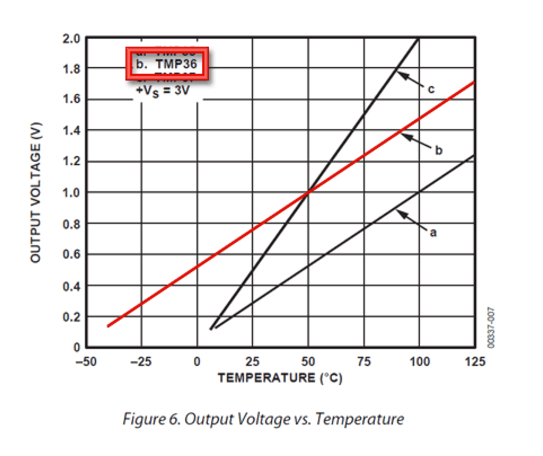 2.0
b. TMP36
1.8
+VS = 3V
1.6
c
1.4
b
1.2
OUTPUT VOLTAGE (V)
1.0
0.8
a
0.6
0.4
0.2
0
00337-007
–50 –25 0 25 50 75 100 125
TEMPERATURE (°C)
Figure 6. Output Voltage vs. Temperature